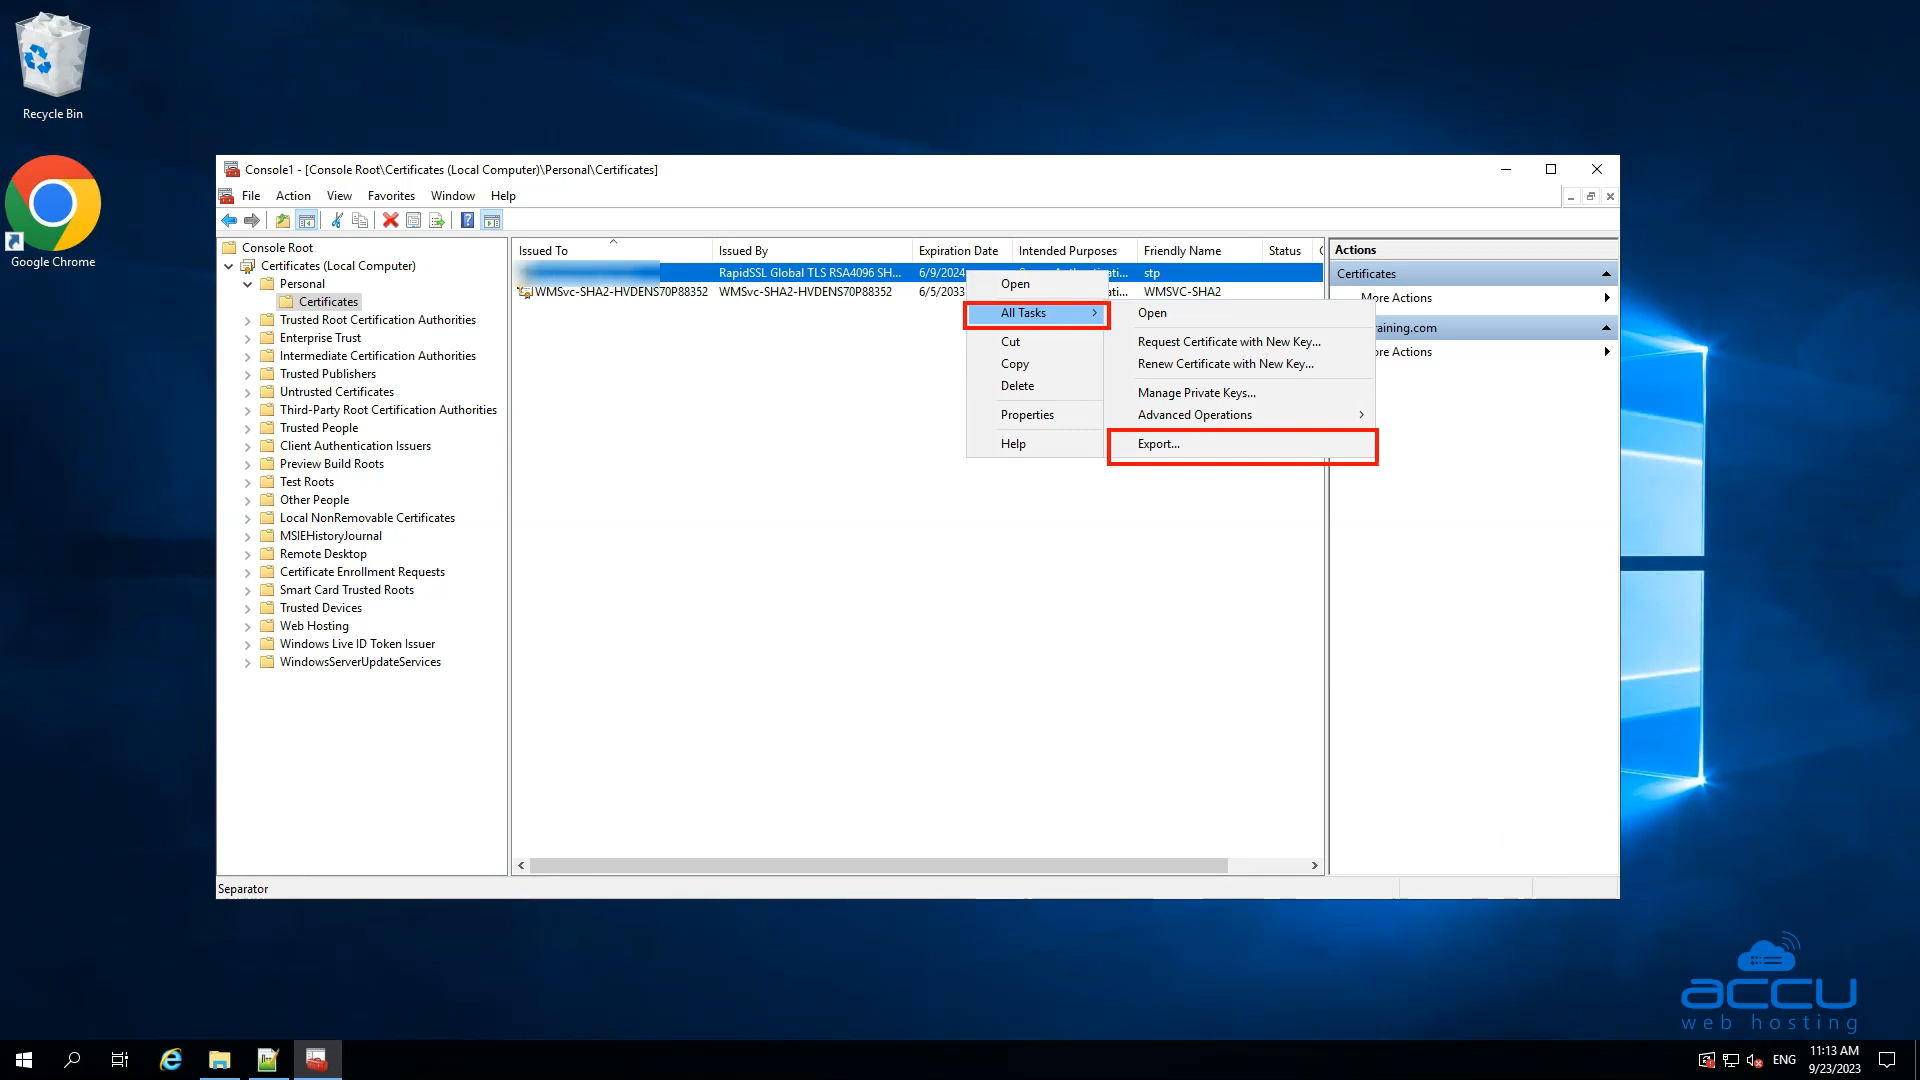 Recycle Bin
Google Chrome
Console1 - [Console Root\Certificates (Local Computer)\Personal\Certificates]
File Action View Favorites Window Help
Console Root
Certificates (Local Computer)
Personal
Certificates
Trusted Root Certification Authorities
Enterprise Trust
Intermediate Certification Authorities
Trusted Publishers
Untrusted Certificates
Third-Party Root Certification Authorities
Trusted People
Client Authentication Issuers
Preview Build Roots
Test Roots
Other People
Local NonRemovable Certificates
MSIEHistoryJournal
Remote Desktop
Certificate Enrollment Requests
Smart Card Trusted Roots
Trusted Devices
Web Hosting
Windows Live ID Token Issuer
WindowsServerUpdateServices
Issued To Issued By Expiration Date Intended Purposes Friendly Name Status
RapidSSL Global TLS RSA4096 SH... 6/9/2024 stp
WMSvc-SHA2-HVDENS70P88352 WMSvc-SHA2-HVDENS70P88352 6/5/2033 WMSVC-SHA2
Open
All Tasks
Cut
Copy
Delete
Properties
Help
Open
Request Certificate with New Key...
Renew Certificate with New Key...
Manage Private Keys...
Advanced Operations
Export...
Actions
Certificates
More Actions
raining.com
ore Actions
Separator
accu
web hosting
ENG
11:13 AM
9/23/2023